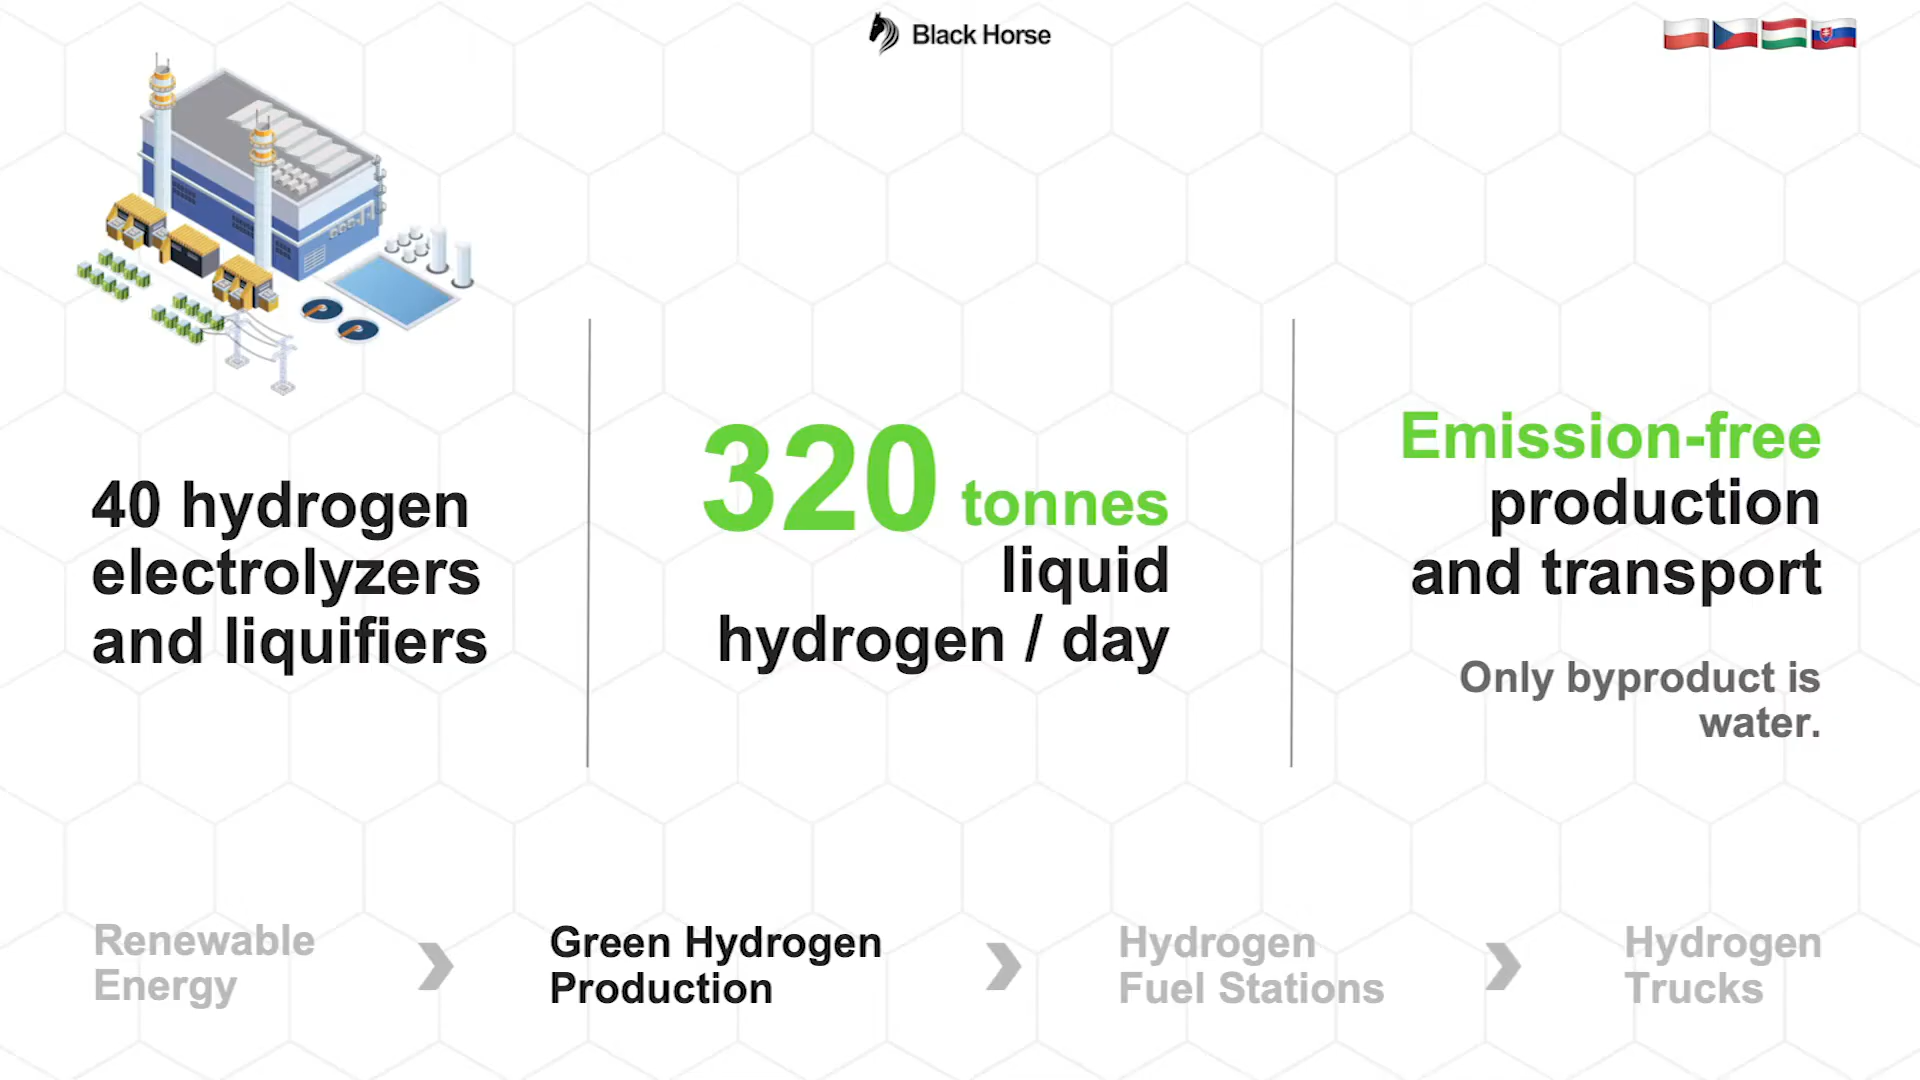 Black Horse
40 hydrogen
electrolyzers
and liquifiers
320 tonnes
liquid
hydrogen / day
Emission-free
production
and transport
Only byproduct is
water.
Renewable
Energy
Green Hydrogen
Production
Hydrogen
Fuel Stations
Hydrogen
Trucks